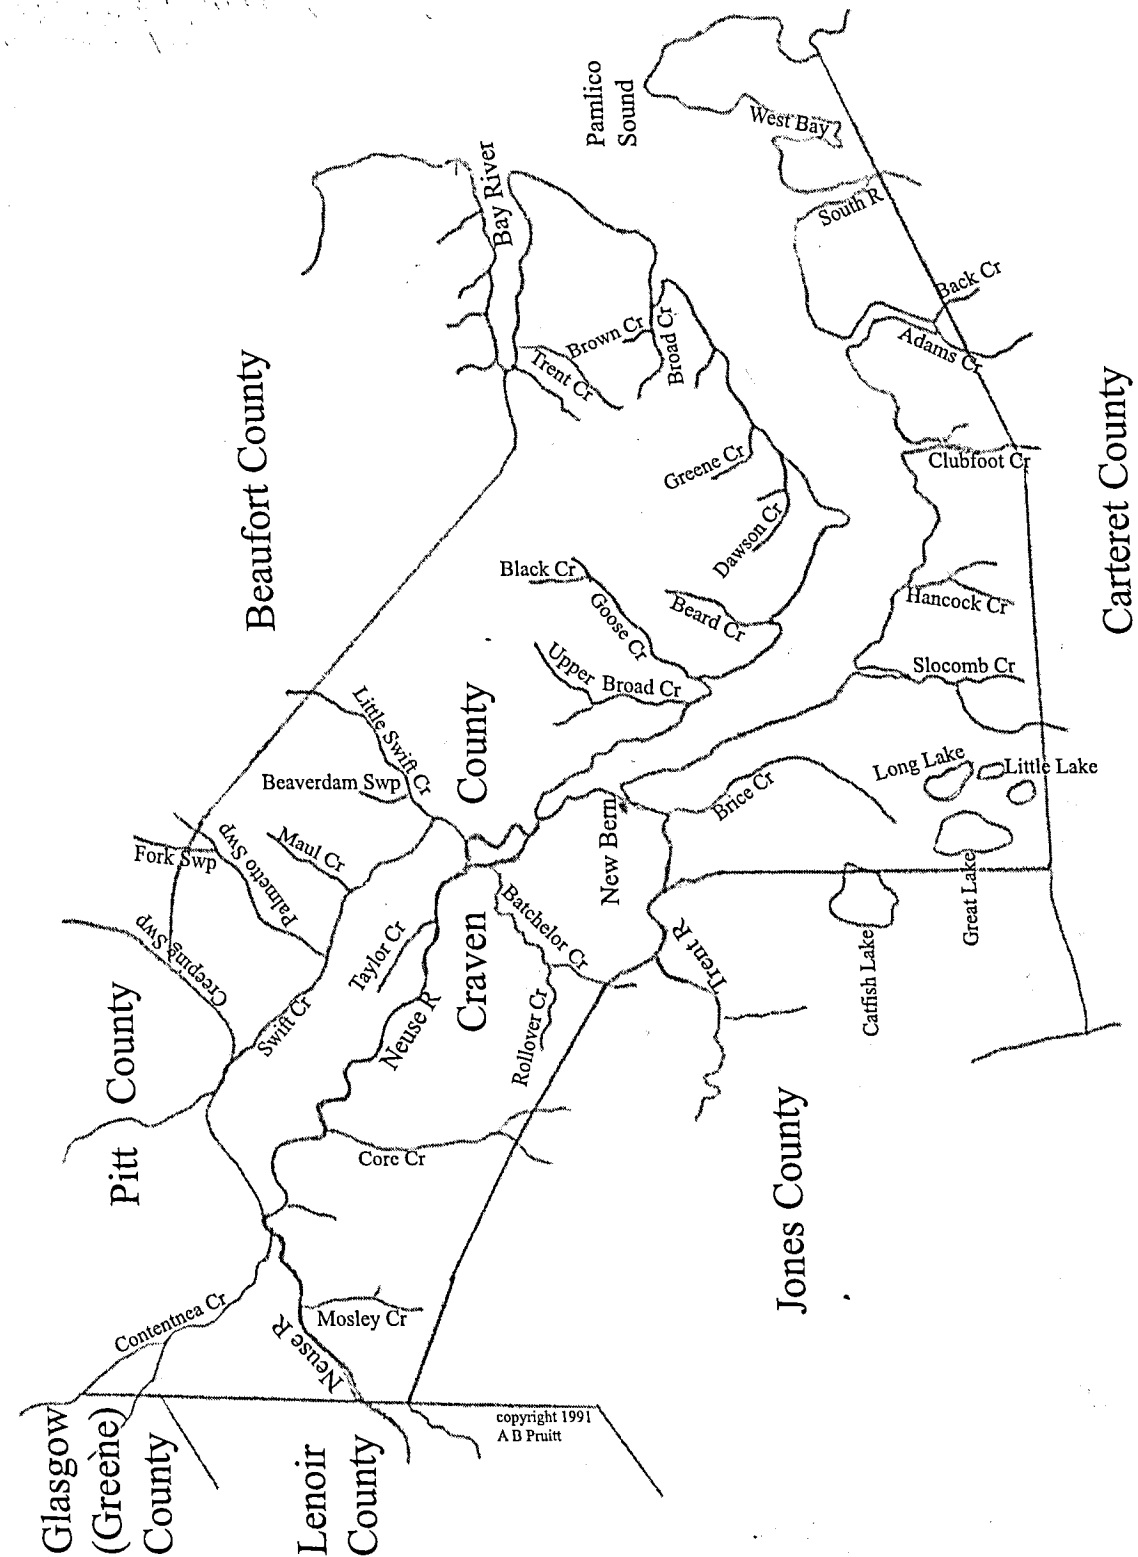 Pamlico
Sound
West Bay
South R
Bay River
Back Cr
Adams Cr
Brown Cr
Broad Cr
Trent Cr
Beaufort County
Carteret County
Clubfoot Cr
Greene Cr
Dawson Cr
Black Cr
Goose Cr
Beard Cr
Hancock Cr
Upper
Broad Cr
Slocomb Cr
Little Swift Cr
Beaverdam Swp
County
Long Lake
Little Lake
Brice Cr
New Bern
Fork Swp
Palmetto Swp
Maul Cr
Great Lake
Creeping Swp
Taylor Cr
Craven
Batchelor Cr
Trent R
Catfish Lake
Swift Cr
Neuse R
Rollover Cr
Pitt County
Core Cr
Jones County
Contentnea Cr
Neuse R
Mosley Cr
Glasgow
(Greene)
County
Lenoir
County
copyright 1991
A B Pruitt